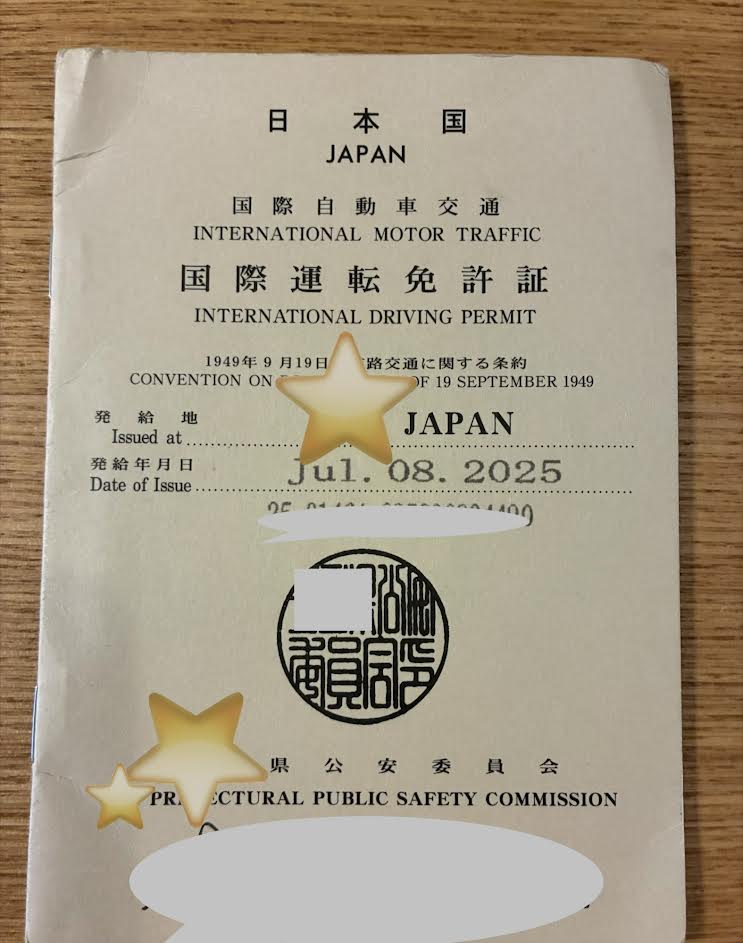 日本国
JAPAN
国際自動車交通
INTERNATIONAL MOTOR TRAFFIC
国際運転免許証
INTERNATIONAL DRIVING PERMIT
1949年9月19日 路交通に関する条約
CONVENTION ON OF 19 SEPTEMBER 1949
発給地
Issued at JAPAN
発給年月日 Jul. 08. 2025
Date of Issue
県公安委員会
PUBLIC SAFETY COMMISSION